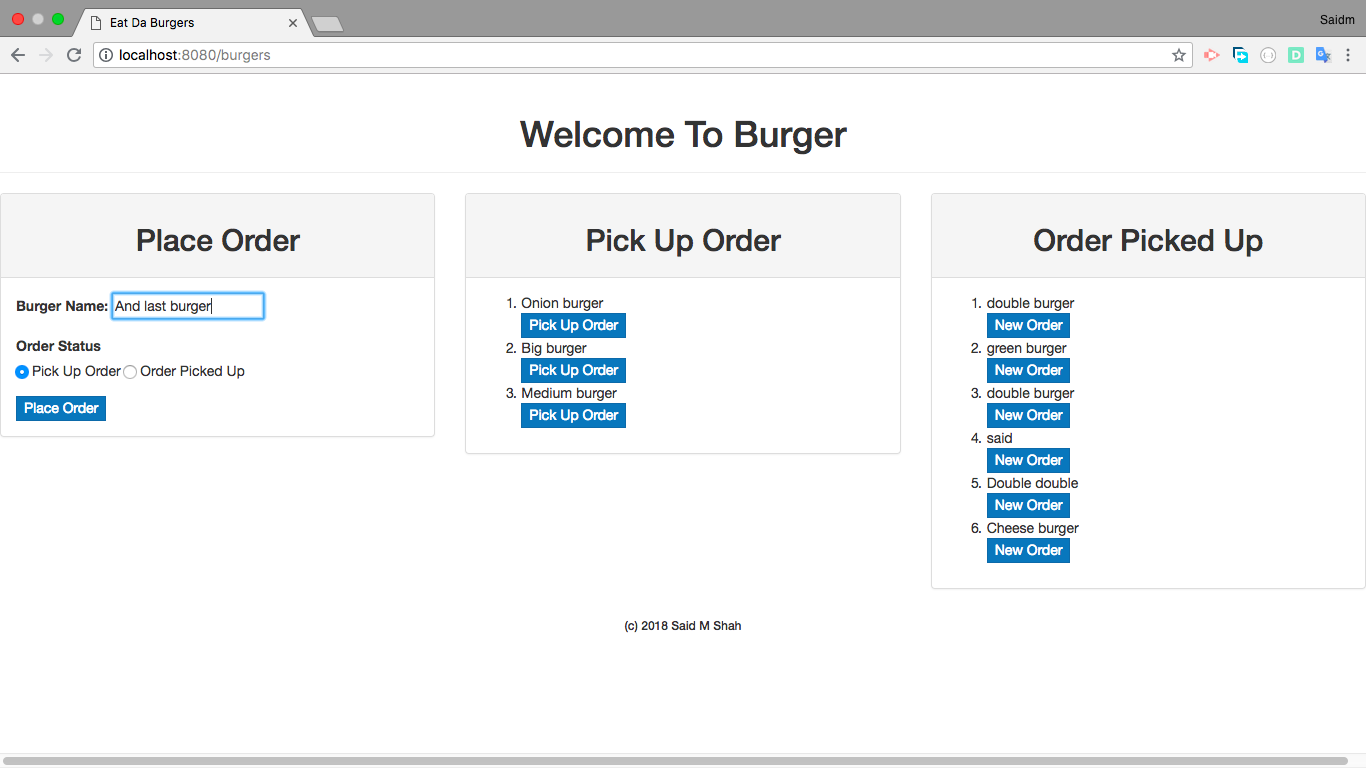 Eat Da Burgers
Saidm
localhost:8080/burgers
Welcome To Burger
Place Order
Burger Name: And last burger
Order Status
Pick Up Order Order Picked Up
Place Order
Pick Up Order
1. Onion burger
Pick Up Order
2. Big burger
Pick Up Order
3. Medium burger
Pick Up Order
Order Picked Up
1. double burger
New Order
2. green burger
New Order
3. double burger
New Order
4. said
New Order
5. Double double
New Order
6. Cheese burger
New Order
(c) 2018 Said M Shah